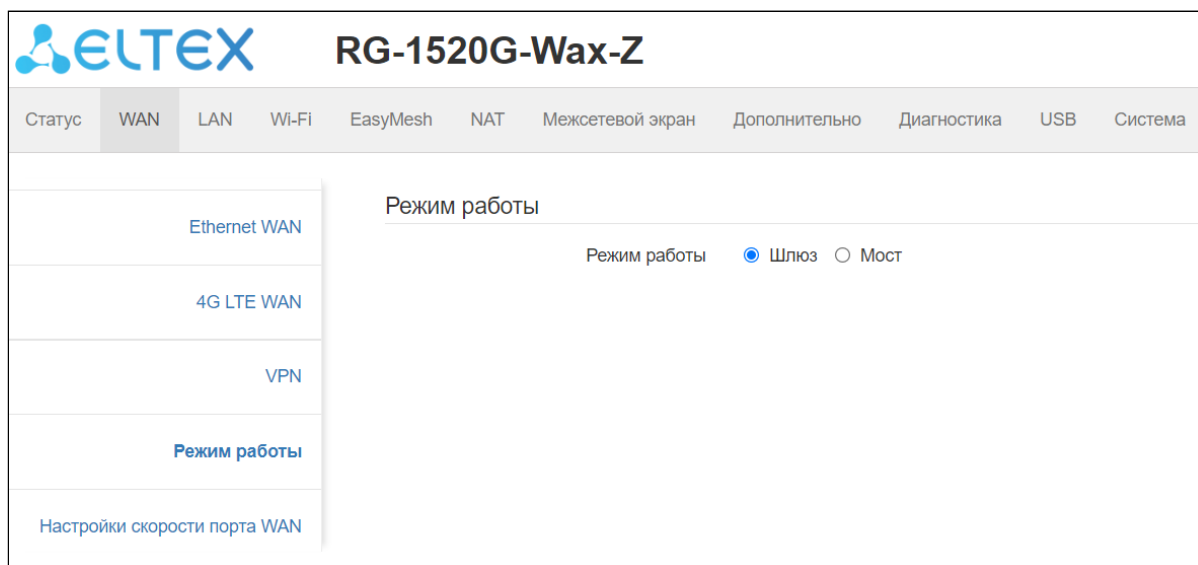 ELTEX RG-1520G-Wax-Z
Статус WAN LAN Wi-Fi EasyMesh NAT Межсетевой экран Дополнительно Диагностика USB Система
Ethernet WAN
4G LTE WAN
VPN
Режим работы
Настройки скорости порта WAN
Режим работы
Режим работы Шлюз Мост